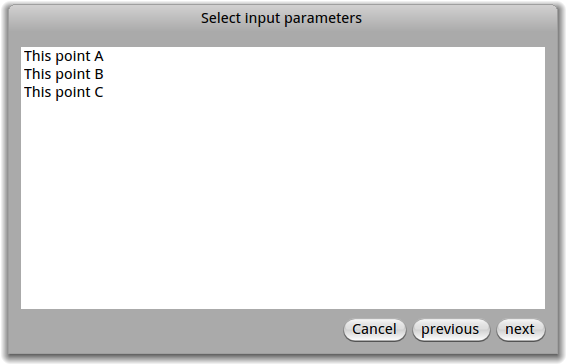 Select input parameters
This point A
This point B
This point C
Cancel previous next